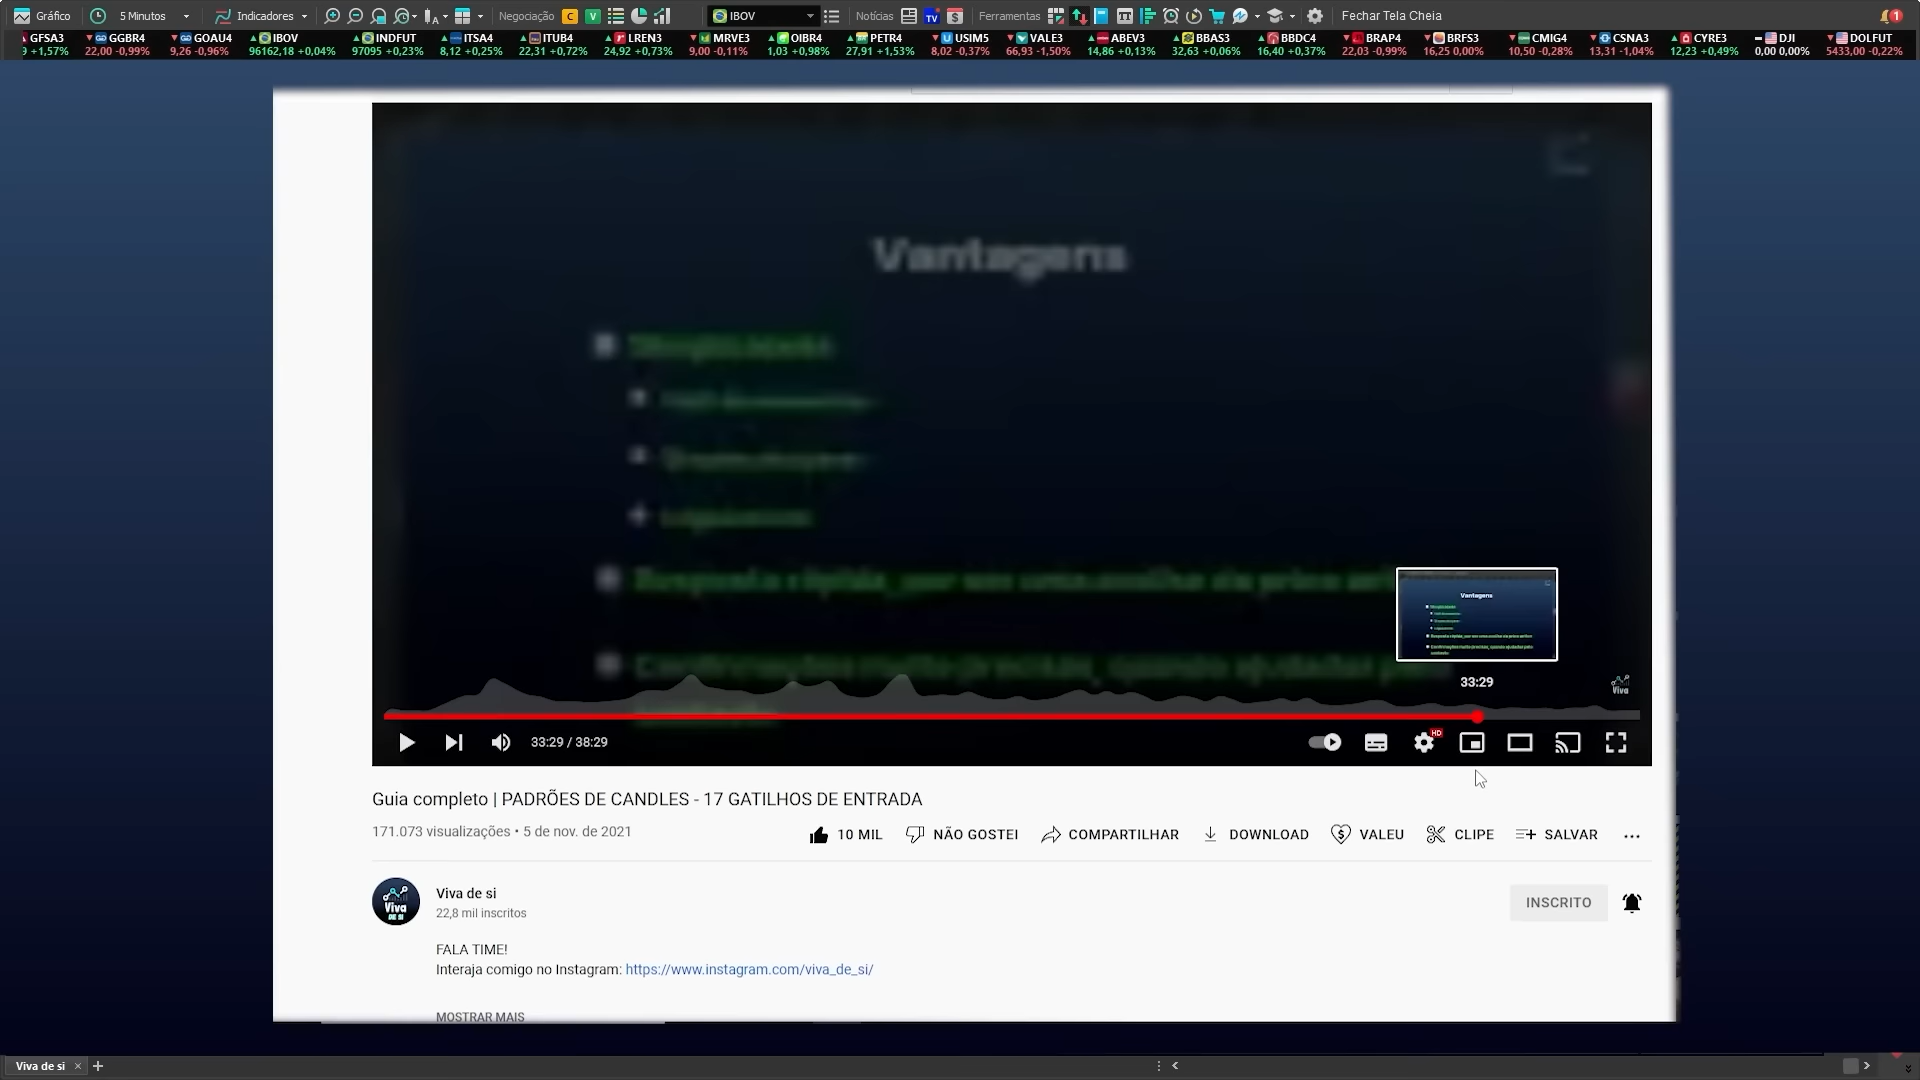 Gráfico 5 Minutos Indicadores Negociação C V IBOV Notícias TV $ Ferramentas Fechar Tela Cheia 1
GFSA3 GGBR4 GOAU4 IBOV INDFUT ITSA4 ITUB4 LREN3 MRVE3 OIBR4 PETR4 USIM5 VALE3 ABEV3 BBAS3 BBDC4 BRAP4 BRFS3 CMIG4 CSNA3 CYRE3 DJI DOLFUT
9 +1,57% 22,00 -0,99% 9,26 -0,96% 96162,18 +0,04% 97095 +0,23% 8,12 +0,25% 22,31 +0,72% 24,92 +0,73% 9,00 -0,11% 1,03 +0,98% 27,91 +1,53% 8,02 -0,37% 66,93 -1,50% 14,86 +0,13% 32,63 +0,06% 16,40 +0,37% 22,03 -0,99% 16,25 0,00% 10,50 -0,28% 13,31 -1,04% 12,23 +0,49% 0,00 0,00% 5433,00 -0,22%
Vantagens
Vantagens
33:29
Viva
33:29 / 38:29
HD
Guia completo | PADRÕES DE CANDLES - 17 GATILHOS DE ENTRADA
171.073 visualizações • 5 de nov. de 2021
10 MIL NÃO GOSTEI COMPARTILHAR DOWNLOAD VALEU CLIPE SALVAR
Viva DE SI
Viva de si
22,8 mil inscritos
INSCRITO
FALA TIME!
Interaja comigo no Instagram: https://www.instagram.com/viva_de_si/
MOSTRAR MAIS
Viva de si